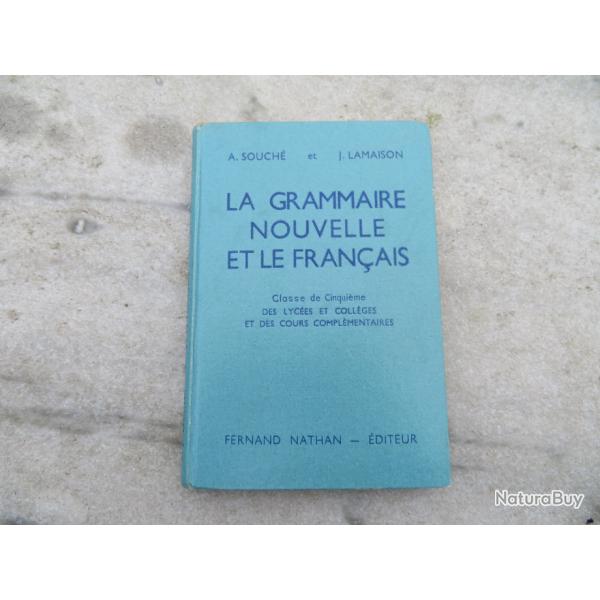 A. SOUCHÉ et J. LAMAISON
LA GRAMMAIRE
NOUVELLE
ET LE FRANÇAIS
Classe de Cinquième
DES LYCÉES ET COLLÈGES
ET DES COURS COMPLÉMENTAIRES
FERNAND NATHAN — ÉDITEUR
NaturaBuy